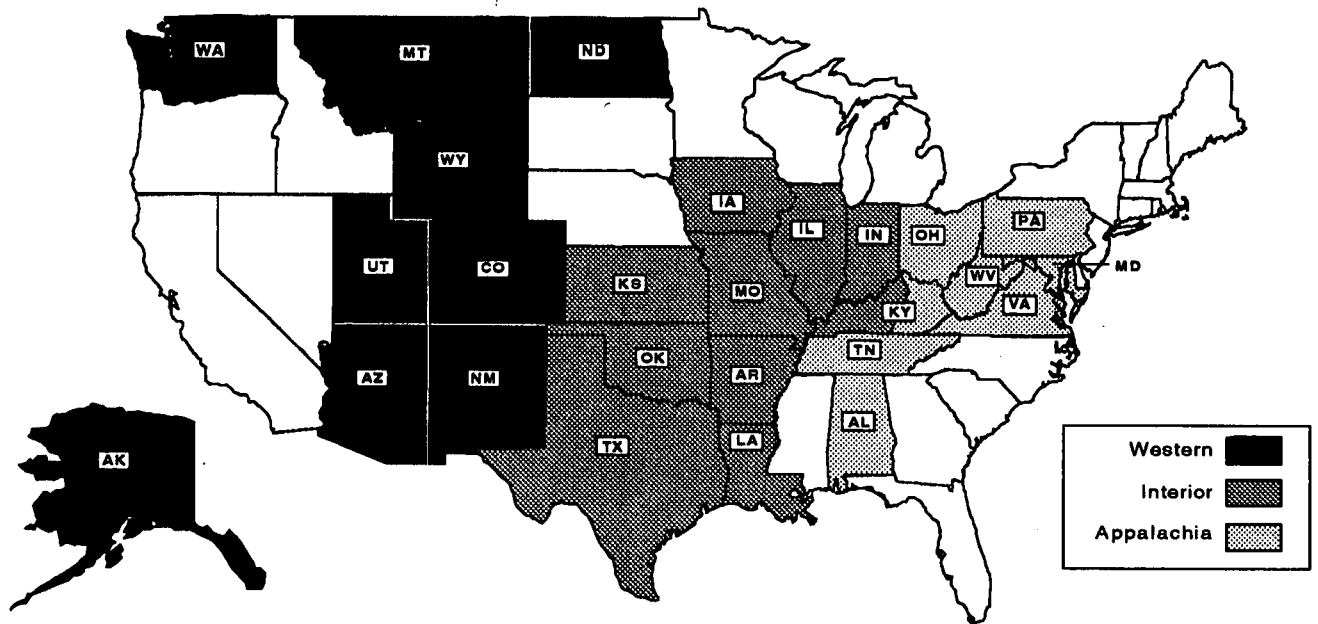 WA
MT
ND
WY
IA
IL
IN
OH
PA
UT
CO
KS
MO
KY
WV
VA
MD
AZ
NM
OK
AR
TN
TX
LA
AL
AK
Western
Interior
Appalachia